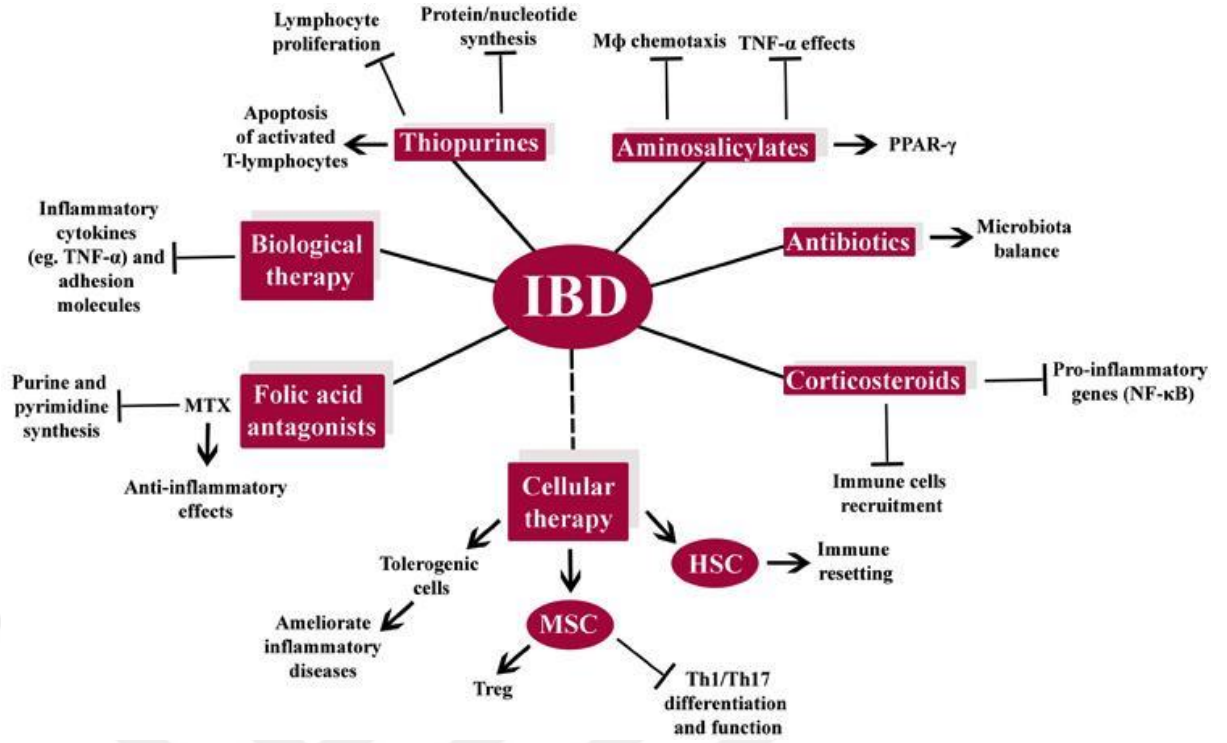 Lymphocyte
proliferation
Protein/nucleotide
synthesis
Mϕ chemotaxis
TNF-α effects
Apoptosis
of activated
T-lymphocytes
Thiopurines
Aminosalicylates
PPAR-γ
Inflammatory
cytokines
(eg. TNF-α) and
adhesion
molecules
Biological
therapy
Antibiotics
Microbiota
balance
IBD
Purine and
pyrimidine
synthesis
MTX
Folic acid
antagonists
Anti-inflammatory
effects
Corticosteroids
Pro-inflammatory
genes (NF-κB)
Immune cells
recruitment
Cellular
therapy
Tolerogenic
cells
Ameliorate
inflammatory
diseases
HSC
Immune
resetting
MSC
Treg
Th1/Th17
differentiation
and function